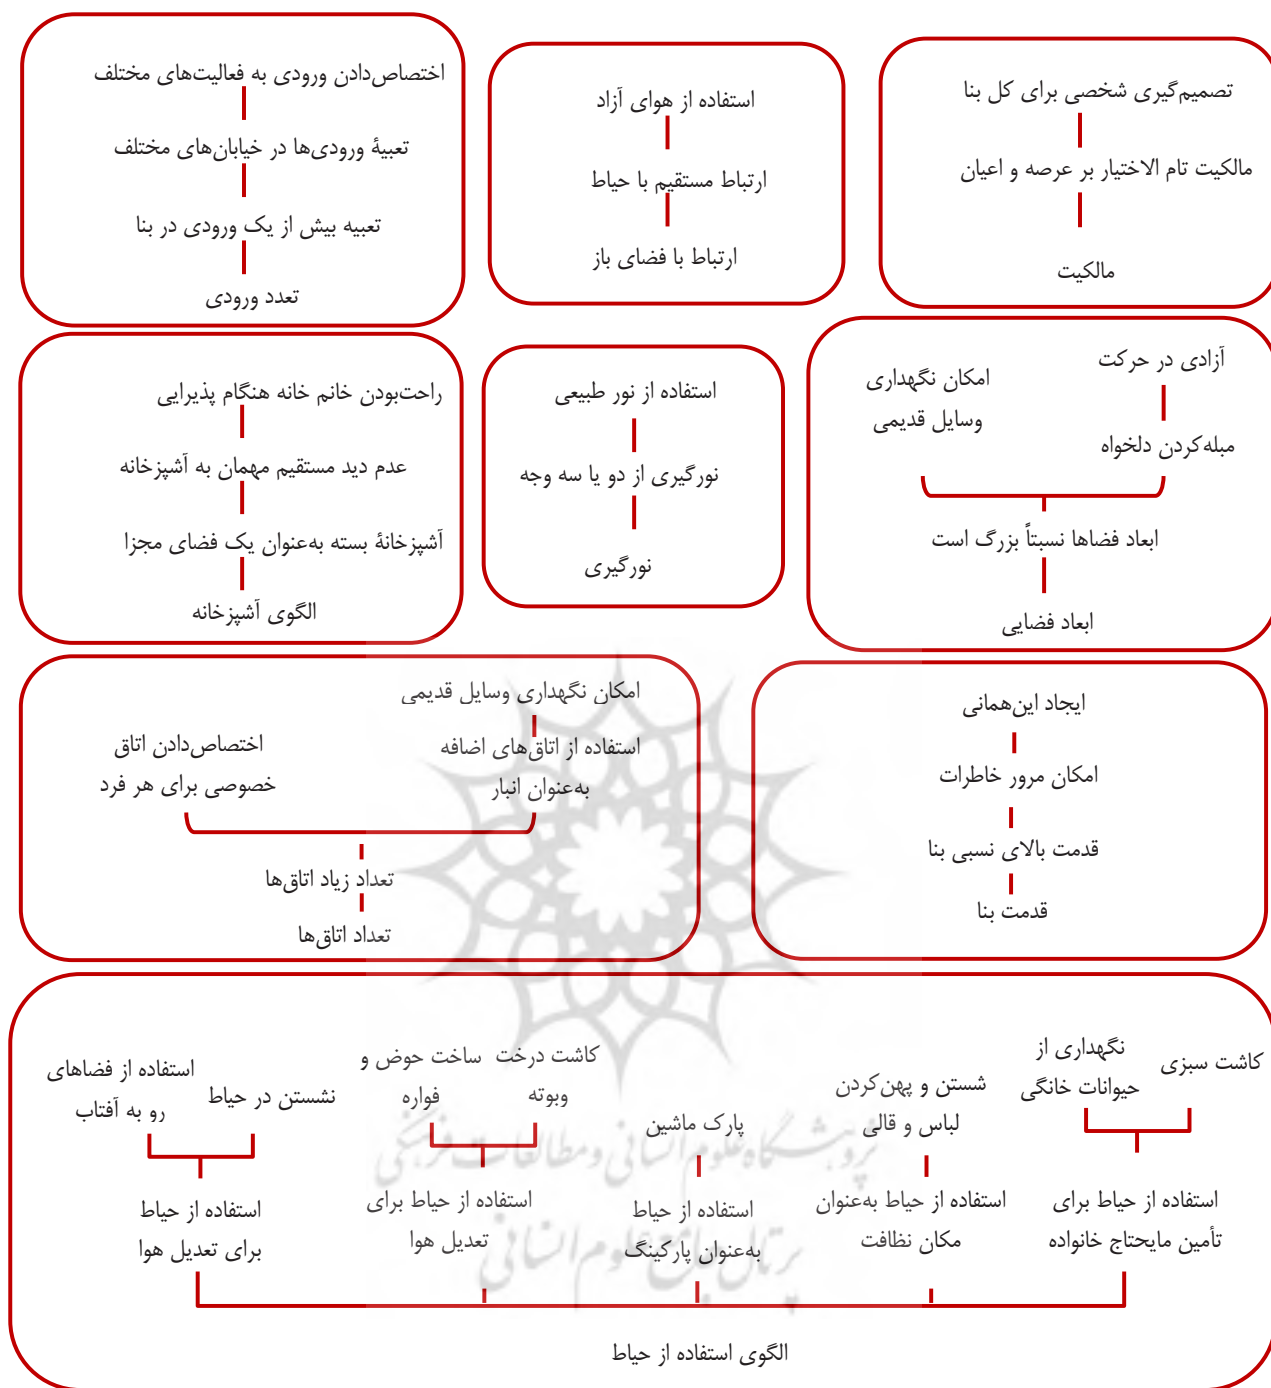 تصمیم‌گیری شخصی برای کل بنا
مالکیت تام الاختیار بر عرصه و اعیان
مالکیت
استفاده از هوای آزاد
ارتباط مستقیم با حیاط
ارتباط با فضای باز
اختصاص‌دادن ورودی به فعالیت‌های مختلف
تعبیهٔ ورودی‌ها در خیابان‌های مختلف
تعبیه بیش از یک ورودی در بنا
تعدد ورودی
آزادی در حرکت
مبله‌کردن دلخواه
امکان نگهداری
وسایل قدیمی
ابعاد فضاها نسبتاً بزرگ است
ابعاد فضایی
استفاده از نور طبیعی
نورگیری از دو یا سه وجه
نورگیری
راحت‌بودن خانم خانه هنگام پذیرایی
عدم دید مستقیم مهمان به آشپزخانه
آشپزخانهٔ بسته به‌عنوان یک فضای مجزا
الگوی آشپزخانه
ایجاد این‌همانی
امکان مرور خاطرات
قدمت بالای نسبی بنا
قدمت بنا
امکان نگهداری وسایل قدیمی
استفاده از اتاق‌های اضافه
به‌عنوان انبار
اختصاص‌دادن اتاق
خصوصی برای هر فرد
تعداد زیاد اتاق‌ها
تعداد اتاق‌ها
کاشت سبزی
نگهداری از
حیوانات خانگی
استفاده از حیاط برای
تأمین مایحتاج خانواده
شستن و پهن‌کردن
لباس و قالی
استفاده از حیاط به‌عنوان
مکان نظافت
پارک ماشین
استفاده از حیاط
به‌عنوان پارکینگ
کاشت درخت
وبوته
ساخت حوض و
فواره
استفاده از حیاط برای
تعدیل هوا
نشستن در حیاط
استفاده از فضاهای
رو به آفتاب
استفاده از حیاط
برای تعدیل هوا
الگوی استفاده از حیاط
پژوهشگاه علوم انسانی و مطالعات فرهنگی
پرتال جامع علوم انسانی